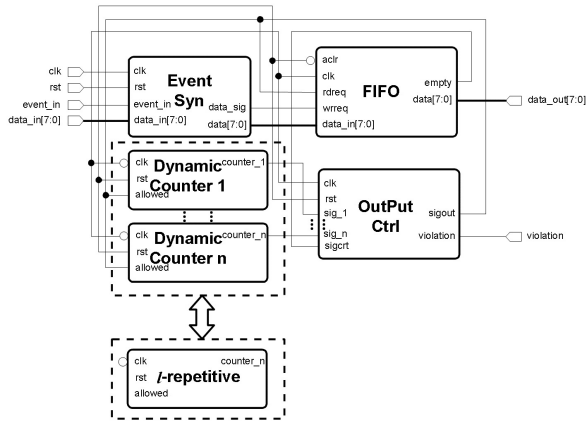 clk
rst
event_in
data_in[7:0]
clk
rst
event_in
data_in[7:0]
Event
Syn
data_sig
data[7:0]
aclr
clk
rdreq
wrreq
data_in[7:0]
FIFO
empty
data[7:0]
data_out[7:0]
clk
rst
allowed
Dynamic
Counter 1
counter_1
clk
rst
allowed
Dynamic
Counter n
counter_n
clk
rst
sig_1
sig_n
sigcrt
OutPut
Ctrl
sigout
violation
violation
clk
rst
allowed
counter_n
l-repetitive